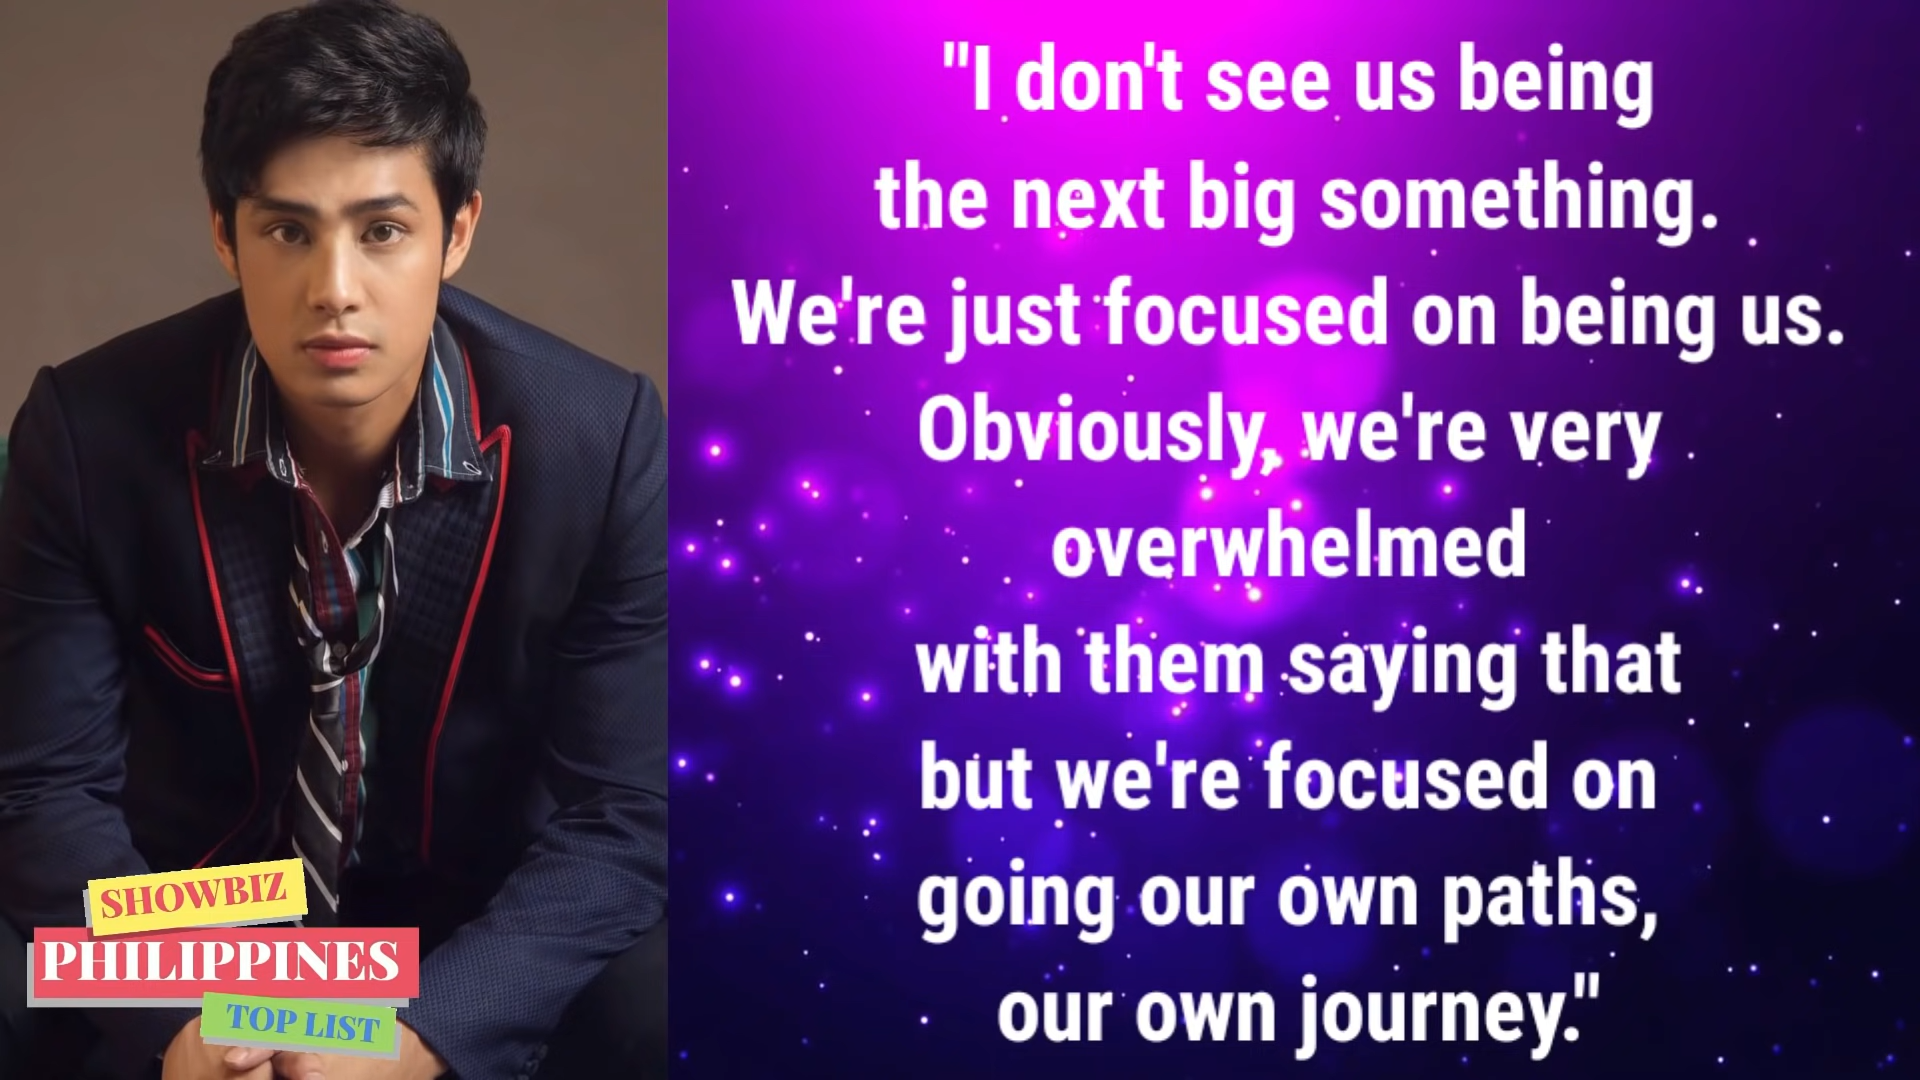 "I don't see us being
the next big something.
We're just focused on being us.
Obviously, we're very
overwhelmed
with them saying that
but we're focused on
going our own paths,
our own journey."
SHOWBIZ
PHILIPPINES
TOP LIST